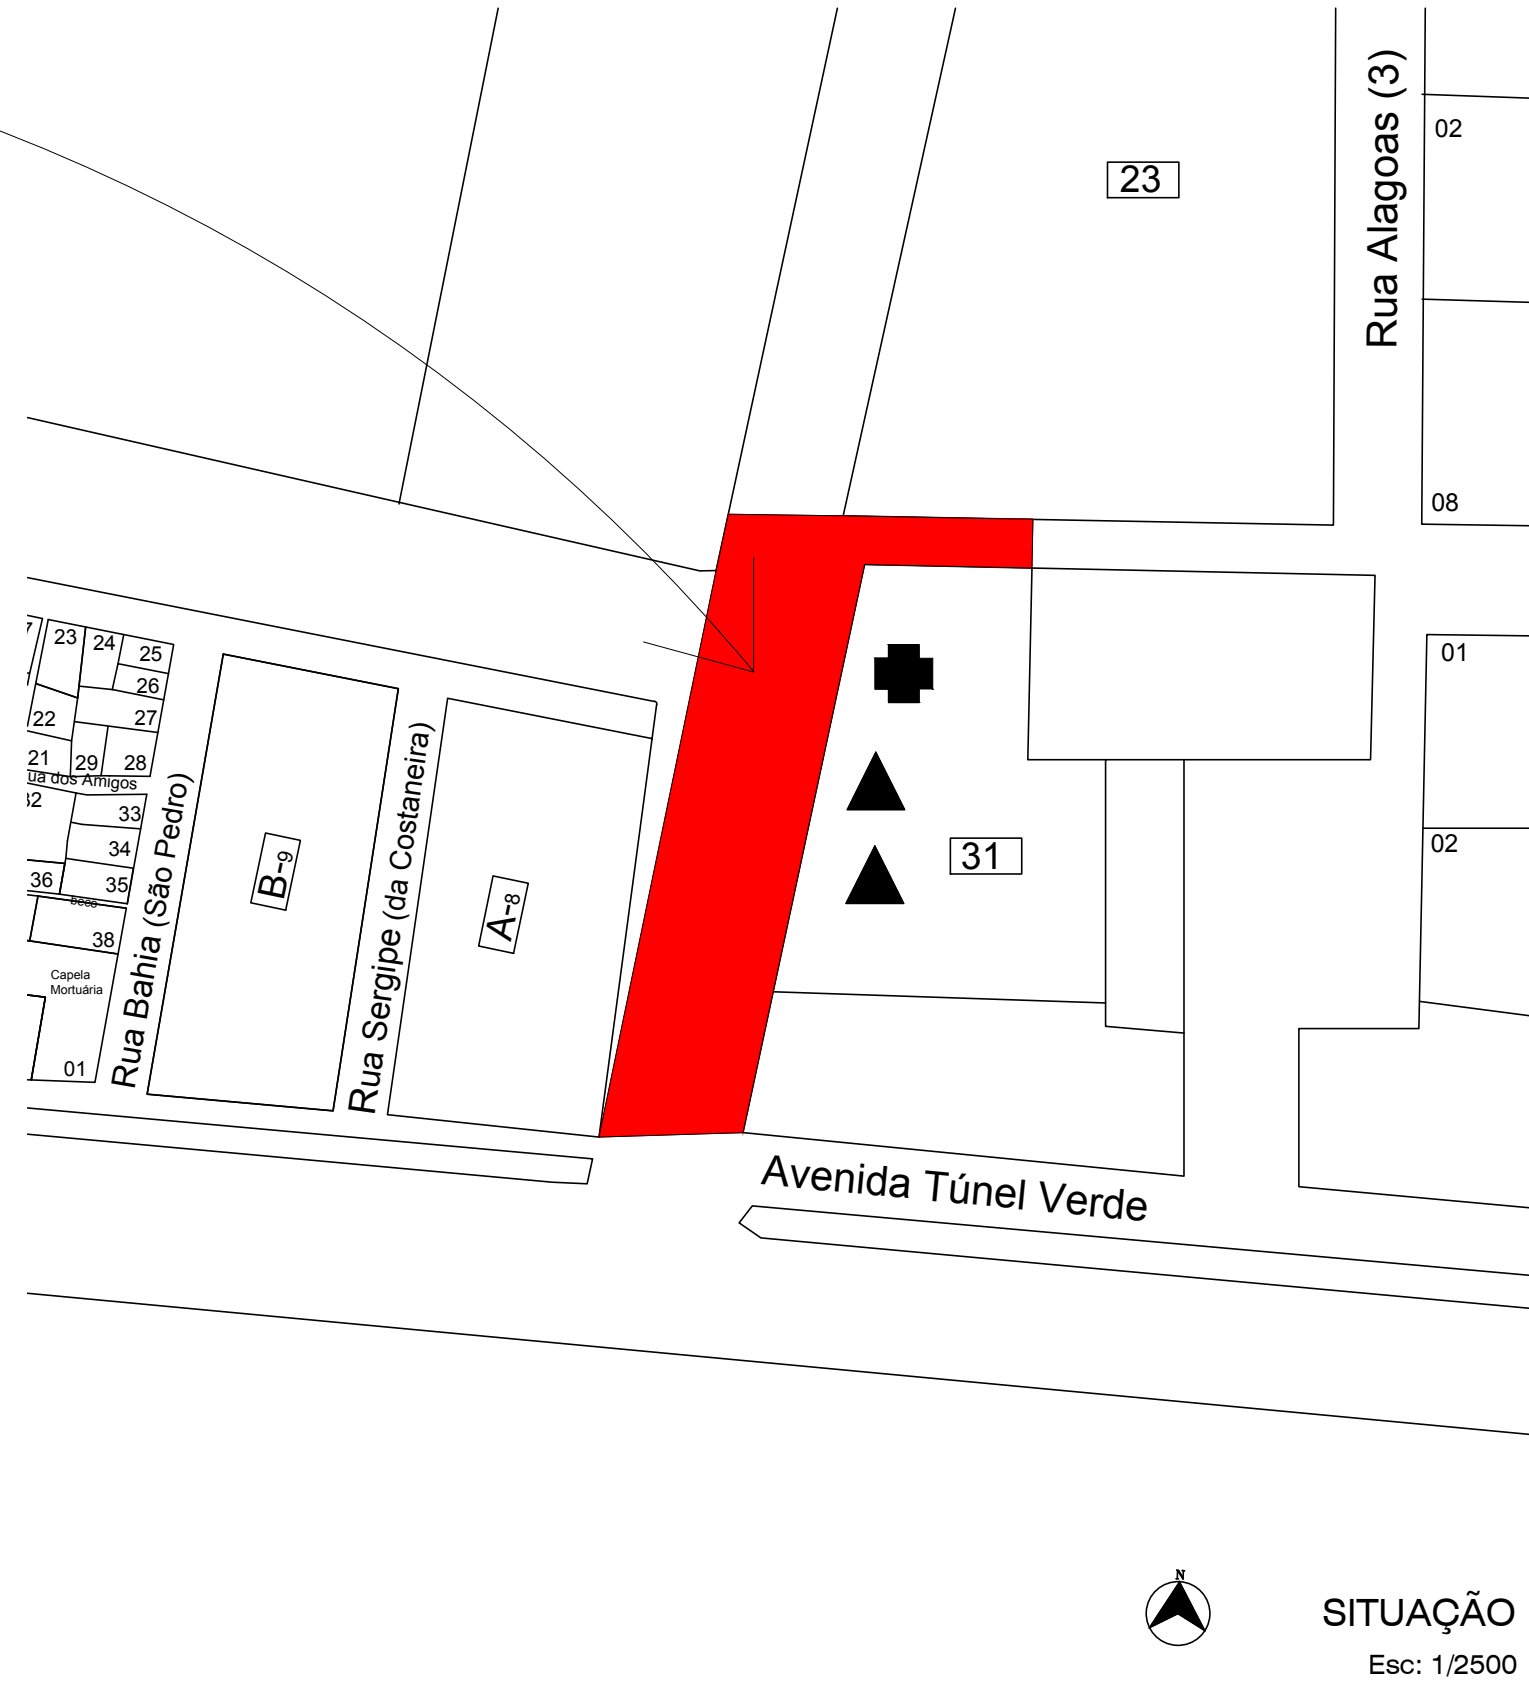 Rua Alagoas (3)
02
23
08
01
02
23
24
25
26
27
22
21
29
28
ua dos Amigos
33
34
36
35
beco
38
Capela
Mortuária
01
Rua Bahia (São Pedro)
B-9
Rua Sergipe (da Costaneira)
A-8
31
Avenida Túnel Verde
N
SITUAÇÃO
Esc: 1/2500